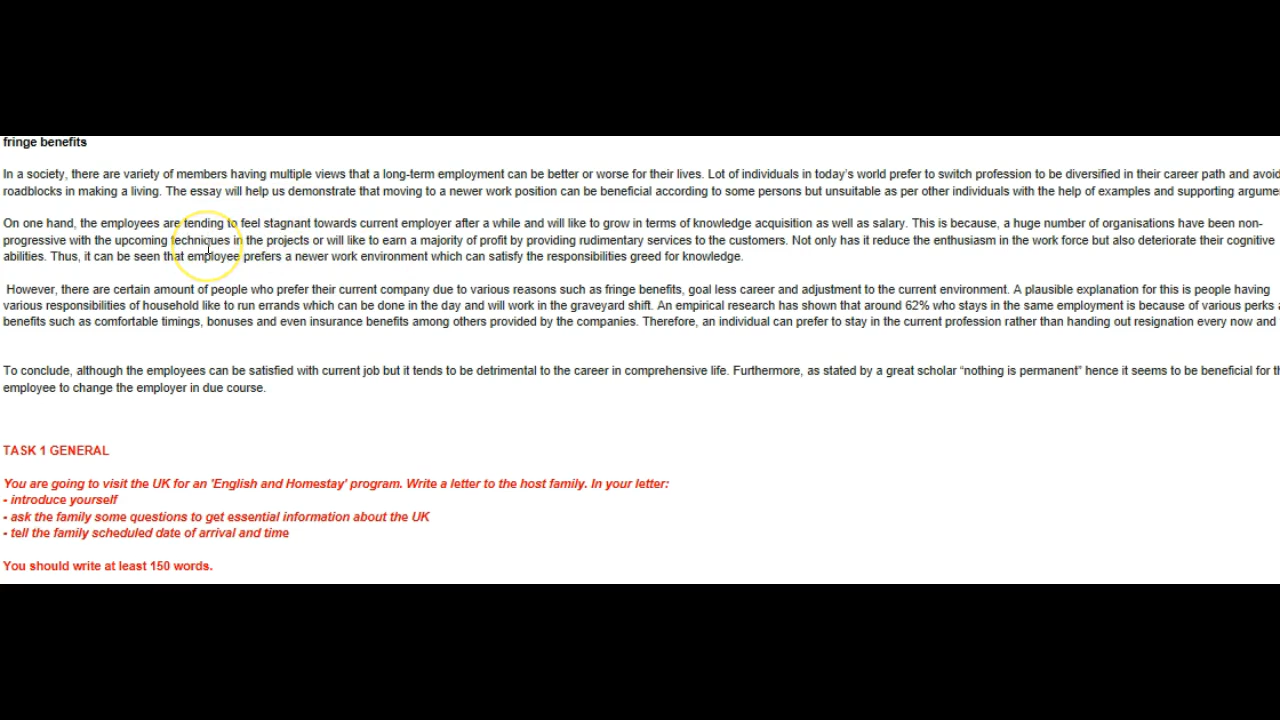 fringe benefits
In a society, there are variety of members having multiple views that a long-term employment can be better or worse for their lives. Lot of individuals in today's world prefer to switch profession to be diversified in their career path and avoid
roadblocks in making a living. The essay will help us demonstrate that moving to a newer work position can be beneficial according to some persons but unsuitable as per other individuals with the help of examples and supporting
On one hand, the employees are tending to feel stagnant towards current employer after a while and will like to grow in terms of knowledge acquisition as well as salary. This is because, a huge number of organisations have been non-
progressive with the upcoming techniques in the projects or will like to earn a majority of profit by providing rudimentary services to the customers. Not only has it reduce the enthusiasm in the work force but also deteriorate their cognitive
abilities. Thus, it can be seen that employee prefers a newer work environment which can satisfy the responsibilities greed for knowledge.
However, there are certain amount of people who prefer their current company due to various reasons such as fringe benefits, goal less career and adjustment to the current environment. A plausible explanation for this is people having
various responsibilities of household like to run errands which can be done in the day and will work in the graveyard shift. An empirical research has shown that around 62% who stays in the same employment is because of various perks
benefits such as comfortable timings, bonuses and even insurance benefits among others provided by the companies. Therefore, an individual can prefer to stay in the current profession rather than handing out resignation every now and
To conclude, although the employees can be satisfied with current job but it tends to be detrimental to the career in comprehensive life. Furthermore, as stated by a great scholar “nothing is permanent” hence it seems to be beneficial for
employee to change the employer in due course.
TASK 1 GENERAL
You are going to visit the UK for an 'English and Homestay' program. Write a letter to the host family. In your letter:
- introduce yourself
- ask the family some questions to get essential information about the UK
- tell the family scheduled date of arrival and time
You should write at least 150 words.